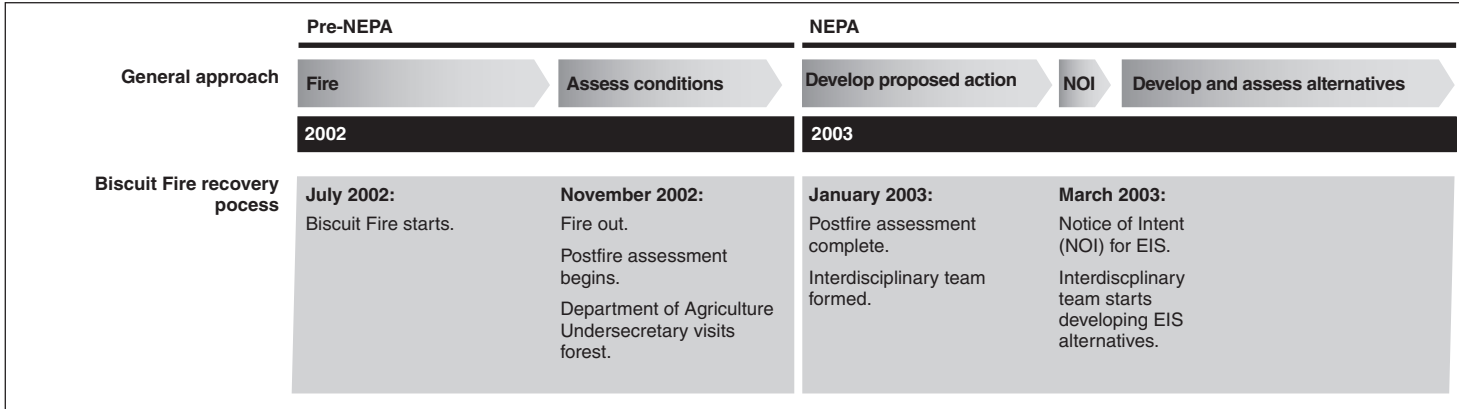 Pre-NEPA
NEPA
General approach
Fire
Assess conditions
Develop proposed action
NOI
Develop and assess alternatives
2002
2003
Biscuit Fire recovery
pocess
July 2002:
Biscuit Fire starts.
November 2002:
Fire out.
Postfire assessment
begins.
Department of Agriculture
Undersecretary visits
forest.
January 2003:
Postfire assessment
complete.
Interdisciplinary team
formed.
March 2003:
Notice of Intent
(NOI) for EIS.
Interdiscplinary
team starts
developing EIS
alternatives.